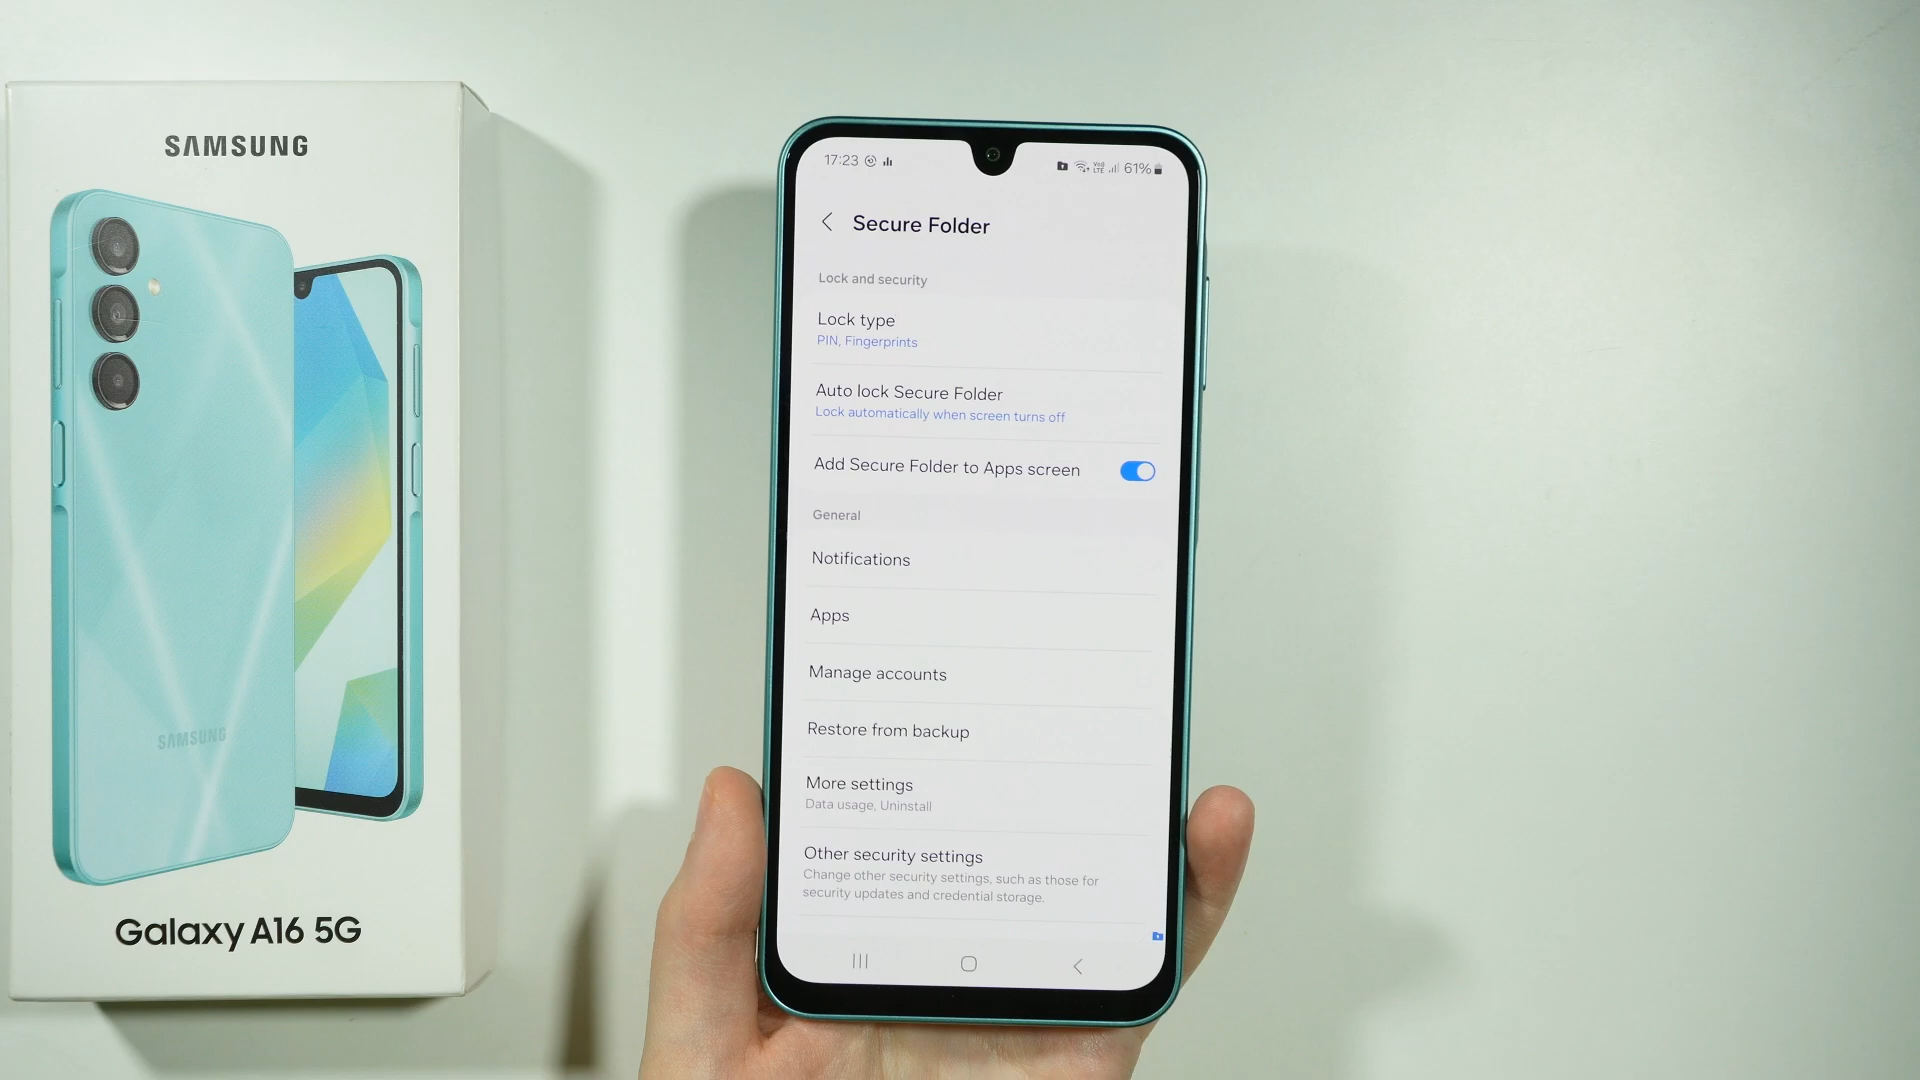 SAMSUNG
SAMSUNG
Galaxy A16 5G
17:23
Vo)) LTE 61%
Secure Folder
Lock and security
Lock type
PIN, Fingerprints
Auto lock Secure Folder
Lock automatically when screen turns off
Add Secure Folder to Apps screen
General
Notifications
Apps
Manage accounts
Restore from backup
More settings
Data usage, Uninstall
Other security settings
Change other security settings, such as those for
security updates and credential storage.